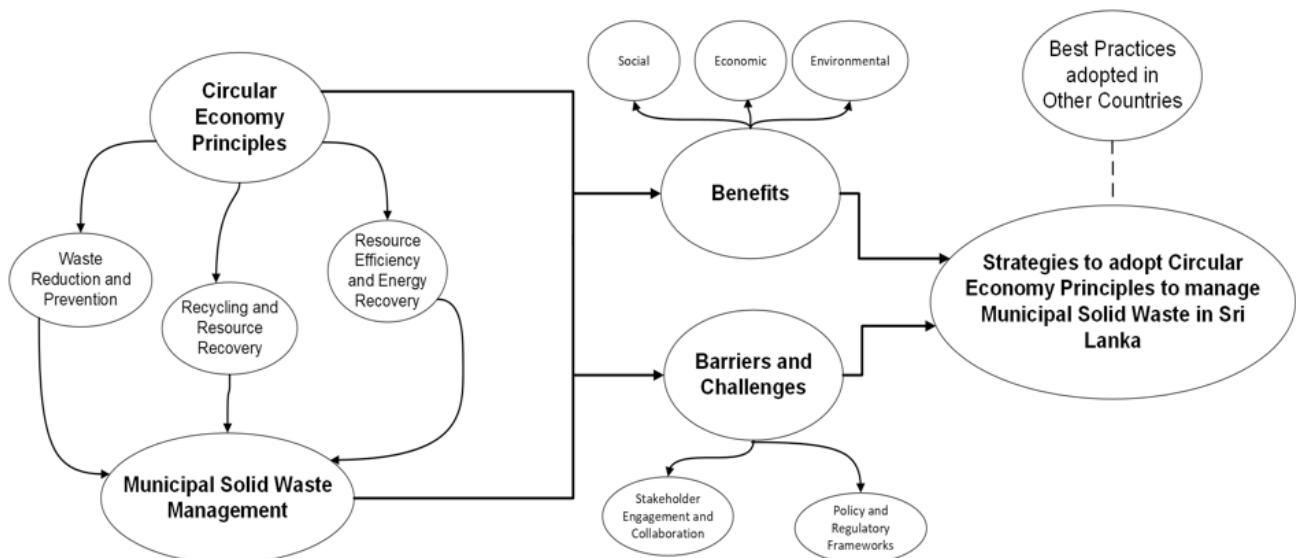 Circular
Economy
Principles
Waste
Reduction and
Prevention
Recycling and
Resource
Recovery
Resource
Efficiency
and Energy
Recovery
Municipal Solid Waste
Management
Social
Economic
Environmental
Benefits
Barriers and
Challenges
Stakeholder
Engagement and
Collaboration
Policy and
Regulatory
Frameworks
Best Practices
adopted in
Other Countries
Strategies to adopt Circular
Economy Principles to manage
Municipal Solid Waste in Sri
Lanka